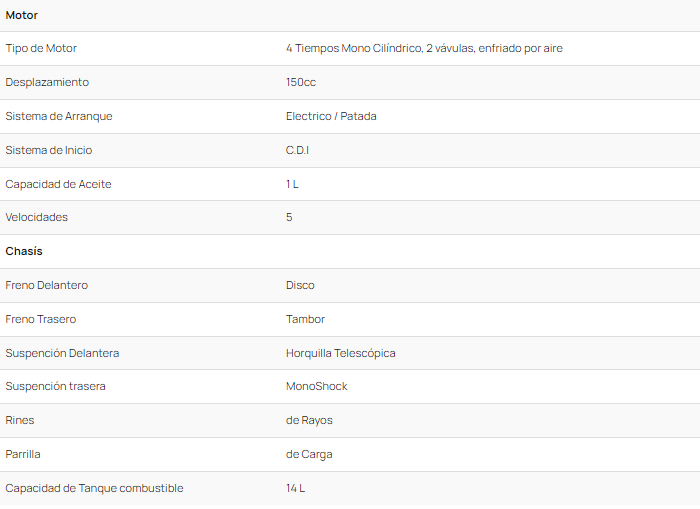 Motor
Tipo de Motor 4 Tiempos Mono Cilíndrico, 2 vávulas, enfriado por aire
Desplazamiento 150cc
Sistema de Arranque Electrico / Patada
Sistema de Inicio C.D.I
Capacidad de Aceite 1 L
Velocidades 5
Chasís
Freno Delantero Disco
Freno Trasero Tambor
Suspención Delantera Horquilla Telescópica
Suspención trasera MonoShock
Rines de Rayos
Parrilla de Carga
Capacidad de Tanque combustible 14 L